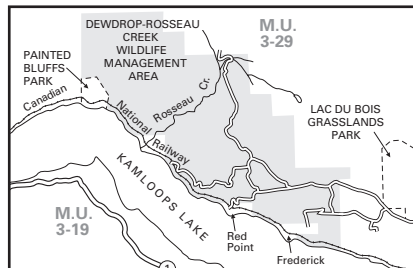 DEWDROP-ROSSEAU
CREEK
WILDLIFE
MANAGEMENT
AREA
M.U.
3-29
PAINTED
BLUFFS
PARK
Canadian National Railway
Rosseau Cr.
LAC DU BOIS
GRASSLANDS
PARK
KAMLOOPS LAKE
M.U.
3-19
Red
Point
Frederick
1